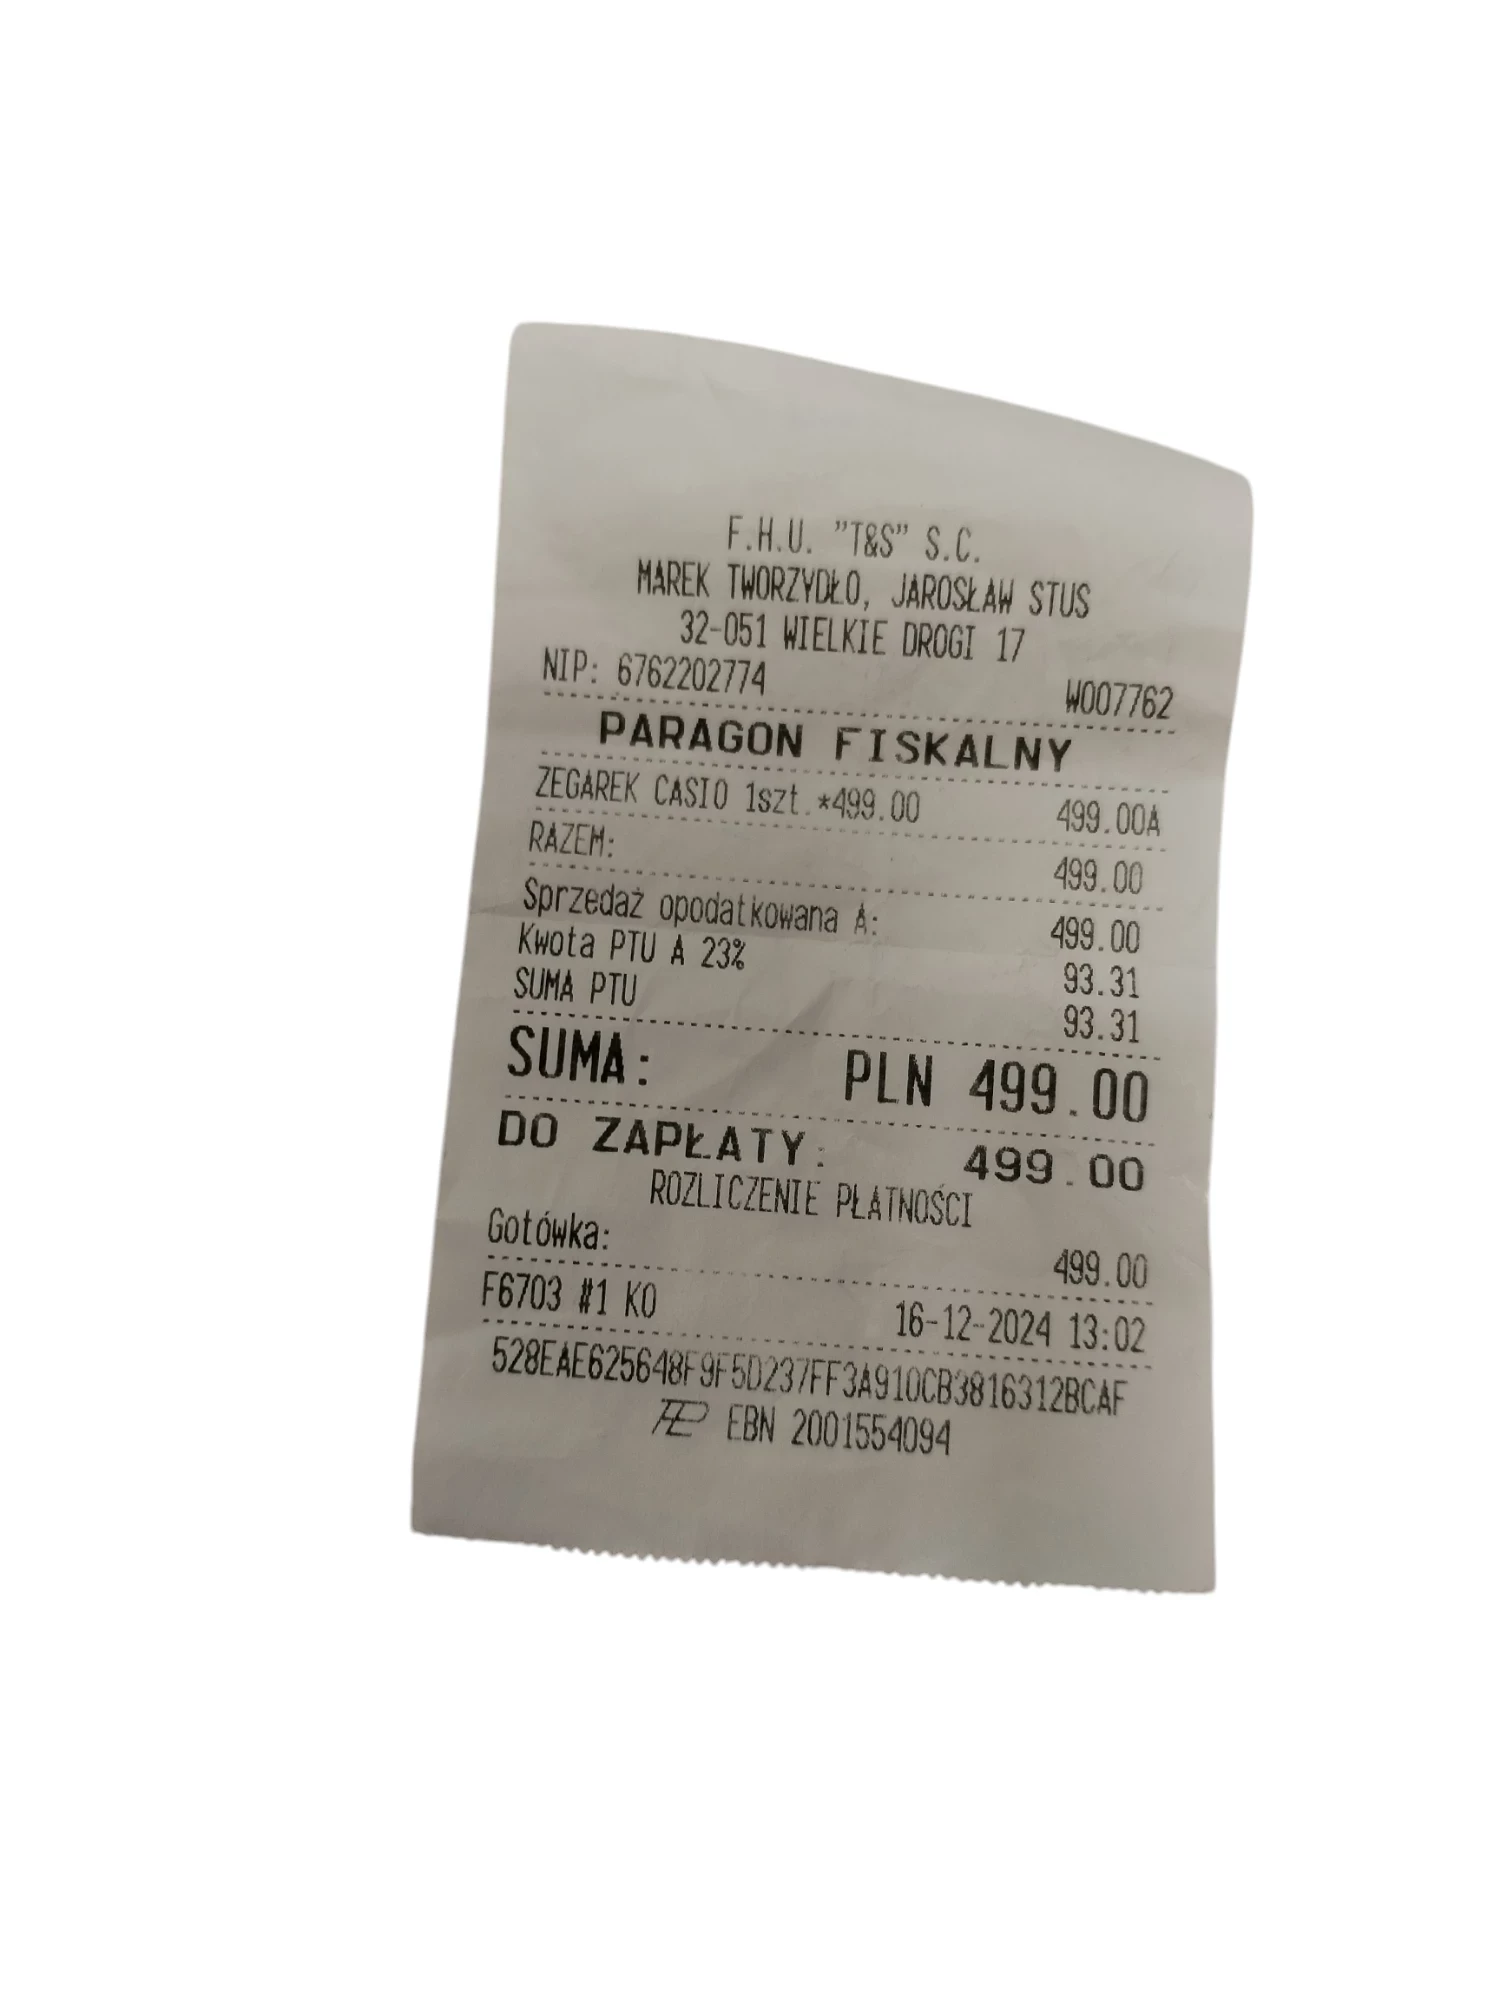 F.H.U. "T&S" S.C.
MAREK TWORZYDŁO, JAROSŁAW STUS
32-051 WIELKIE DROGI 17
NIP: 6762202774 W007762
PARAGON FISKALNY
ZEGAREK CASIO 1szt.*499.00 499.00A
RAZEM: 499.00
Sprzedaż opodatkowana A: 499.00
Kwota PTU A 23% 93.31
SUMA PTU 93.31
SUMA: PLN 499.00
DO ZAPŁATY: 499.00
ROZLICZENIE PŁATNOŚCI
Gotówka: 499.00
F6703 #1 KO 16-12-2024 13:02
528EAE625648F9F5D237FF3A910CB3816312BCAF
EBN 2001554094